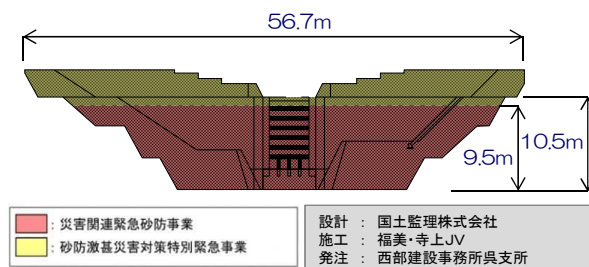 56.7m
10.5m
9.5m
：災害関連緊急砂防事業
：砂防激甚災害対策特別緊急事業
設計 ： 国土監理株式会社
施工 ： 福美・寺上JV
発注 ： 西部建設事務所呉支所